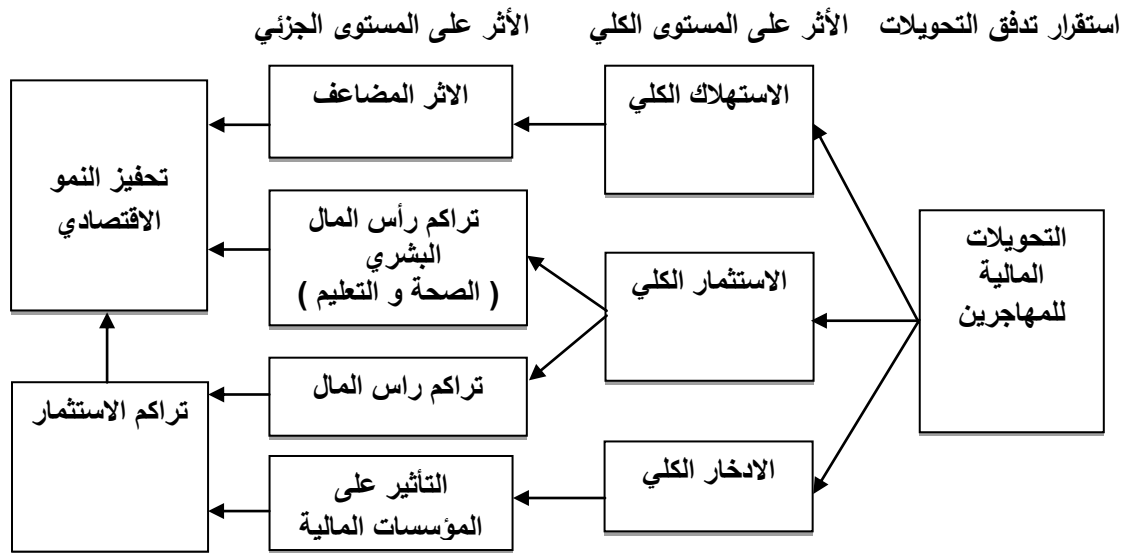 استقرار تدفق التحويلات
الأثر على المستوى الكلي
الأثر على المستوى الجزئي
التحويلات
المالية
للمهاجرين
الاستهلاك الكلي
الاستثمار الكلي
الادخار الكلي
الاثر المضاعف
تراكم رأس المال
البشري
( الصحة و التعليم )
تراكم راس المال
التأثير على
المؤسسات المالية
تحفيز النمو
الاقتصادي
تراكم الاستثمار